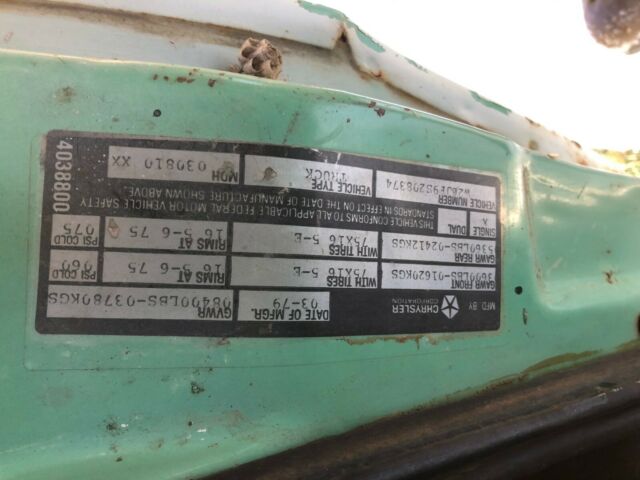 MFD BY CHRYSLER CORPORATION DATE OF MFGR. GVWR
03-79 08400LBS-03780KGS
GAWR FRONT WITH TIRES RIMS AT PSI COLD
3600LBS-01620KGS 75X16 5-E 16 5-6 75 060
GAWR REAR WITH TIRES RIMS AT PSI COLD
5360LBS-02412KGS 75X16 5-E 16 5-6 75 075
SINGLE X DUAL
THIS VEHICLE CONFORMS TO ALL APPLICABLE FEDERAL MOTOR VEHICLE SAFETY
STANDARDS IN EFFECT ON THE DATE OF MANUFACTURE SHOWN ABOVE.
VEHICLE NUMBER VEHICLE TYPE MDH
TRUCK 030810 XX
4038800